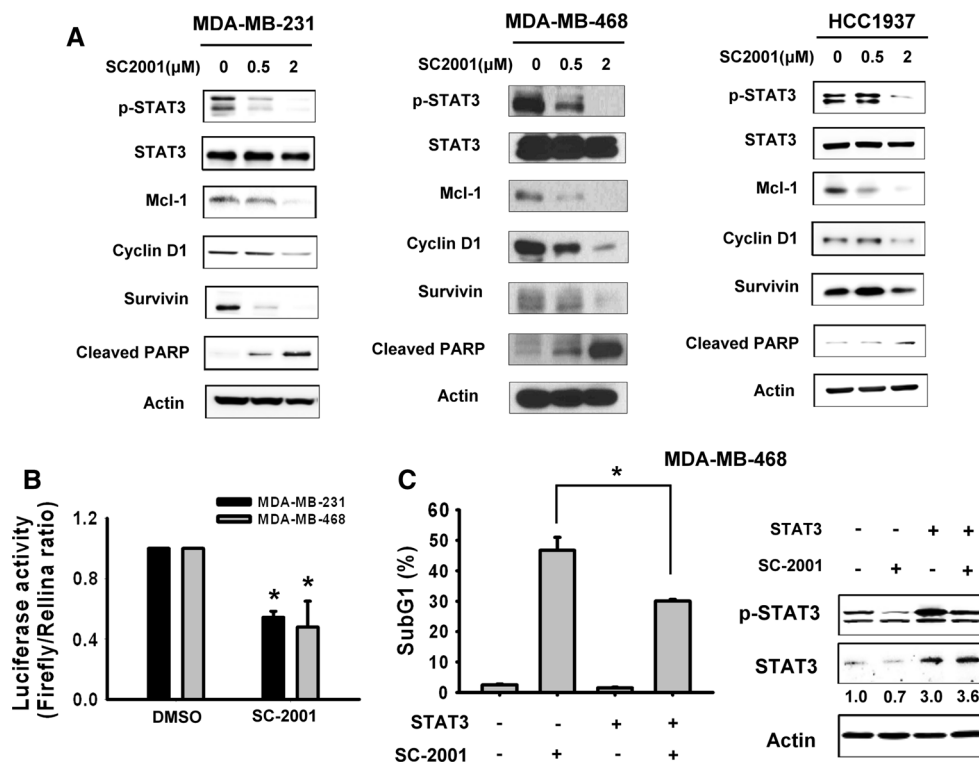 A
MDA-MB-231
SC2001(μM) 0 0.5 2
p-STAT3
STAT3
Mcl-1
Cyclin D1
Survivin
Cleaved PARP
Actin
MDA-MB-468
SC2001(μM) 0 0.5 2
p-STAT3
STAT3
Mcl-1
Cyclin D1
Survivin
Cleaved PARP
Actin
HCC1937
SC2001(μM) 0 0.5 2
p-STAT3
STAT3
Mcl-1
Cyclin D1
Survivin
Cleaved PARP
Actin
B
MDA-MB-231
MDA-MB-468
Luciferase activity
(Firefly/Rellina ratio)
1.2
0.8
0.4
0.0
* *
DMSO SC-2001
C
MDA-MB-468
*
SubG1 (%)
60
50
40
30
20
10
0
STAT3 - - + +
SC-2001 - + - +
STAT3 - - + +
SC-2001 - + - +
p-STAT3
STAT3
1.0 0.7 3.0 3.6
Actin